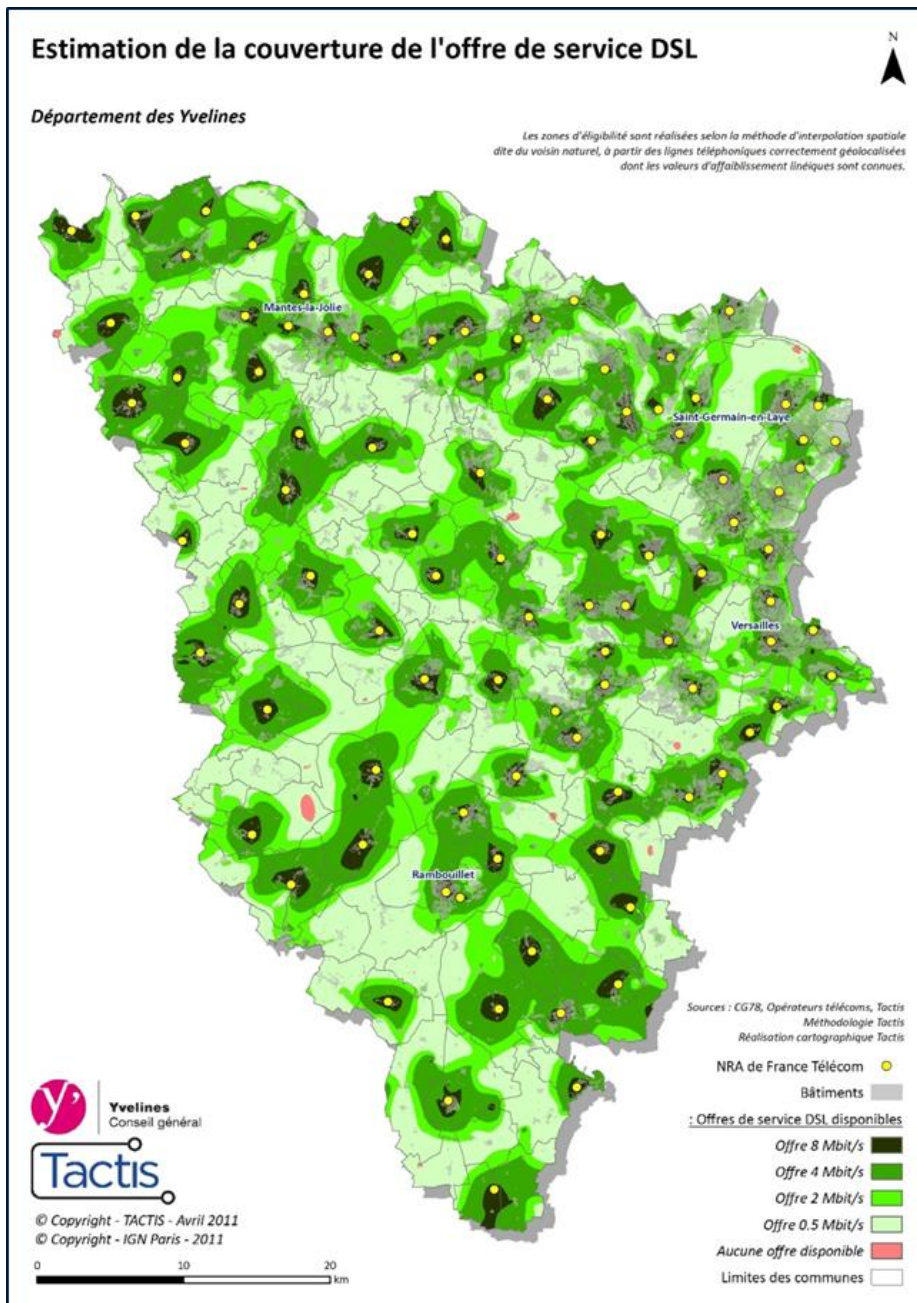 Estimation de la couverture de l'offre de service DSL
N
Département des Yvelines
Les zones d'éligibilité sont réalisées selon la méthode d'interpolation spatiale
dite du voisin naturel, à partir des lignes téléphoniques correctement géolocalisées
dont les valeurs d'affaiblissement linéiques sont connues.
Mantes-la-Jolie
Saint-Germain-en-Laye
Versailles
Rambouillet
Sources : CG78, Opérateurs télécoms, Tactis
Méthodologie Tactis
Réalisation cartographique Tactis
NRA de France Télécom
Bâtiments
: Offres de service DSL disponibles
Offre 8 Mbit/s
Offre 4 Mbit/s
Offre 2 Mbit/s
Offre 0.5 Mbit/s
Aucune offre disponible
Limites des communes
y'
Yvelines
Conseil général
Tactis
© Copyright - TACTIS - Avril 2011
© Copyright - IGN Paris - 2011
0 10 20
km